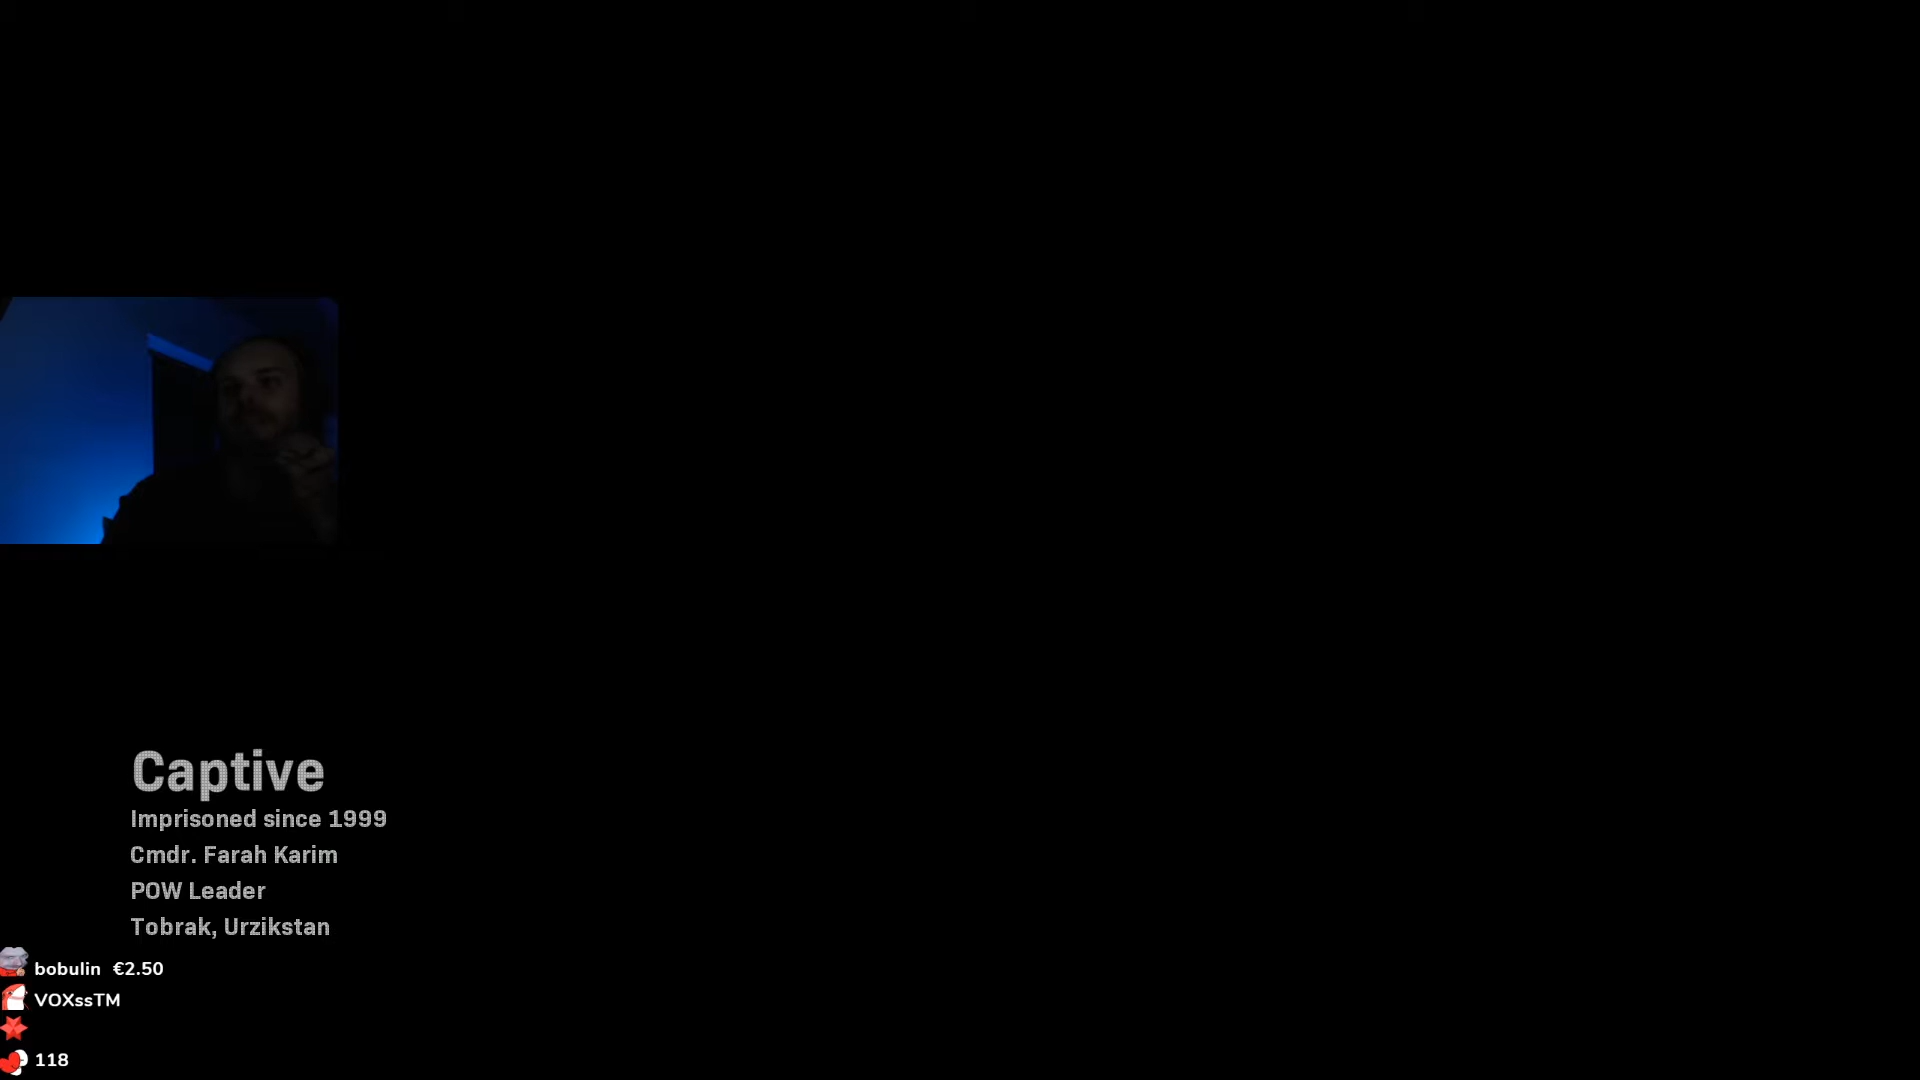 Captive
Imprisoned since 1999
Cmdr. Farah Karim
POW Leader
Tobrak, Urzikstan
bobulin €2.50
VOXssTM
118